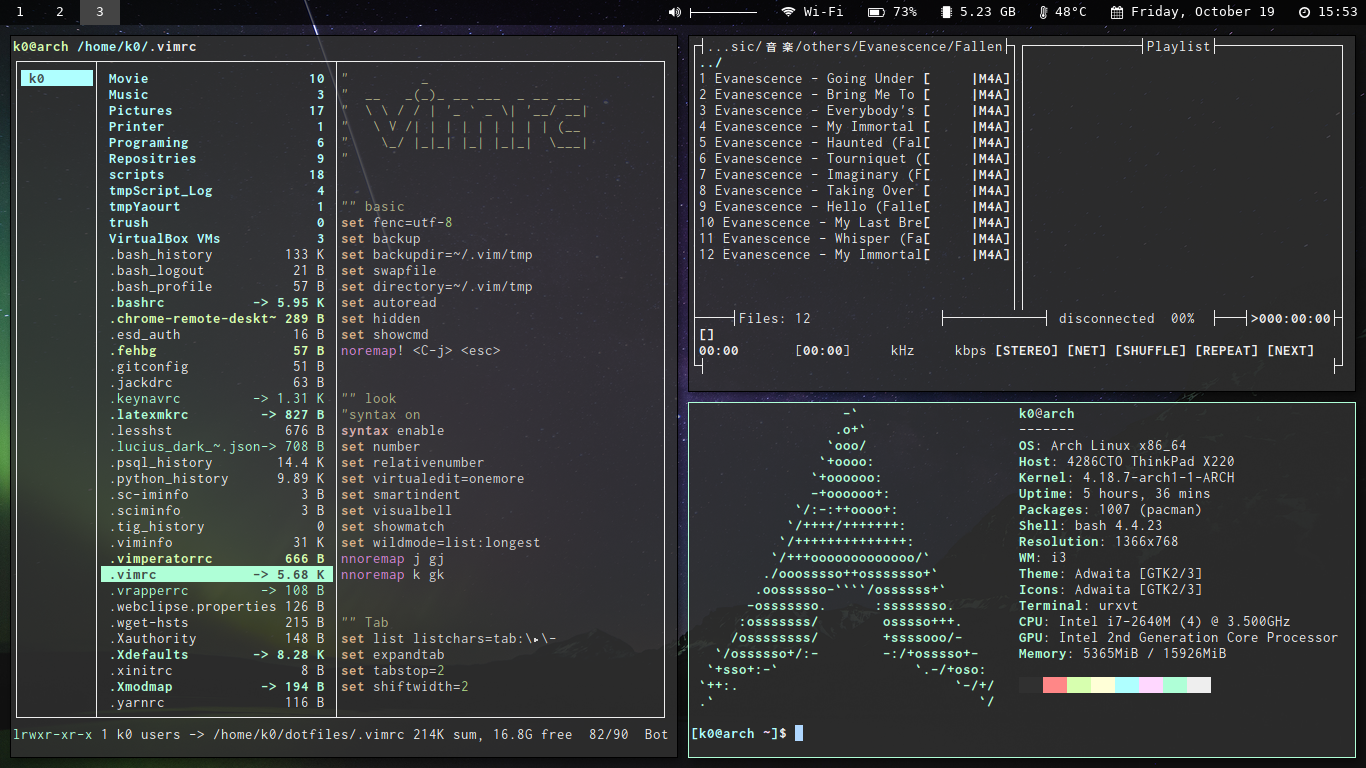 1 2 3 Wi-Fi 73% 5.23 GB 48°C Friday, October 19 15:53
k0@arch /home/k0/.vimrc
k0
Movie 10
Music 3
Pictures 17
Printer 1
Programing 6
Repositries 9
scripts 18
tmpScript_Log 4
tmpYaourt 1
trush 0
VirtualBox VMs 3
.bash_history 133 K
.bash_logout 21 B
.bash_profile 57 B
.bashrc -> 5.95 K
.chrome-remote-deskt~ 289 B
.esd_auth 16 B
.fehbg 57 B
.gitconfig 51 B
.jackdrc 63 B
.keynavrc -> 1.31 K
.latexmkrc -> 827 B
.lesshst 676 B
.lucius_dark_~.json-> 708 B
.psql_history 14.4 K
.python_history 9.89 K
.sc-iminfo 3 B
.sciminfo 3 B
.tig_history 0
.viminfo 31 K
.vimperatorrc 666 B
.vimrc -> 5.68 K
.vrapperrc -> 108 B
.webclipse.properties 126 B
.wget-hsts 215 B
.Xauthority 148 B
.Xdefaults -> 8.28 K
.xinitrc 8 B
.Xmodmap -> 194 B
.yarnrc 116 B
"            _
"  __   _(_)_ __ ___  _ __ ___
"  \ \ / / | '_ ` _ \| '__/ __|
"   \ V /| | | | | | | | | (__
"    \_/ |_|_| |_| |_|_|  \___|
"
"" basic
set fenc=utf-8
set backup
set backupdir=~/.vim/tmp
set swapfile
set directory=~/.vim/tmp
set autoread
set hidden
set showcmd
noremap! <C-j> <esc>
"" look
"syntax on
syntax enable
set number
set relativenumber
set virtualedit=onemore
set smartindent
set visualbell
set showmatch
set wildmode=list:longest
nnoremap j gj
nnoremap k gk
"" Tab
set list listchars=tab:\▸\-
set expandtab
set tabstop=2
set shiftwidth=2
lrwxr-xr-x 1 k0 users -> /home/k0/dotfiles/.vimrc 214K sum, 16.8G free 82/90 Bot
...sic/音楽/others/Evanescence/Fallen
../
1 Evanescence - Going Under [ |M4A]
2 Evanescence - Bring Me To [ |M4A]
3 Evanescence - Everybody's [ |M4A]
4 Evanescence - My Immortal [ |M4A]
5 Evanescence - Haunted (Fal[ |M4A]
6 Evanescence - Tourniquet ([ |M4A]
7 Evanescence - Imaginary (F[ |M4A]
8 Evanescence - Taking Over [ |M4A]
9 Evanescence - Hello (Falle[ |M4A]
10 Evanescence - My Last Bre[ |M4A]
11 Evanescence - Whisper (Fa[ |M4A]
12 Evanescence - My Immortal[ |M4A]
Playlist
Files: 12 disconnected 00% >000:00:00
[]
00:00 [00:00] kHz kbps [STEREO] [NET] [SHUFFLE] [REPEAT] [NEXT]
k0@arch
-------
OS: Arch Linux x86_64
Host: 4286CTO ThinkPad X220
Kernel: 4.18.7-arch1-1-ARCH
Uptime: 5 hours, 36 mins
Packages: 1007 (pacman)
Shell: bash 4.4.23
Resolution: 1366x768
WM: i3
Theme: Adwaita [GTK2/3]
Icons: Adwaita [GTK2/3]
Terminal: urxvt
CPU: Intel i7-2640M (4) @ 3.500GHz
GPU: Intel 2nd Generation Core Processor
Memory: 5365MiB / 15926MiB
[k0@arch ~]$